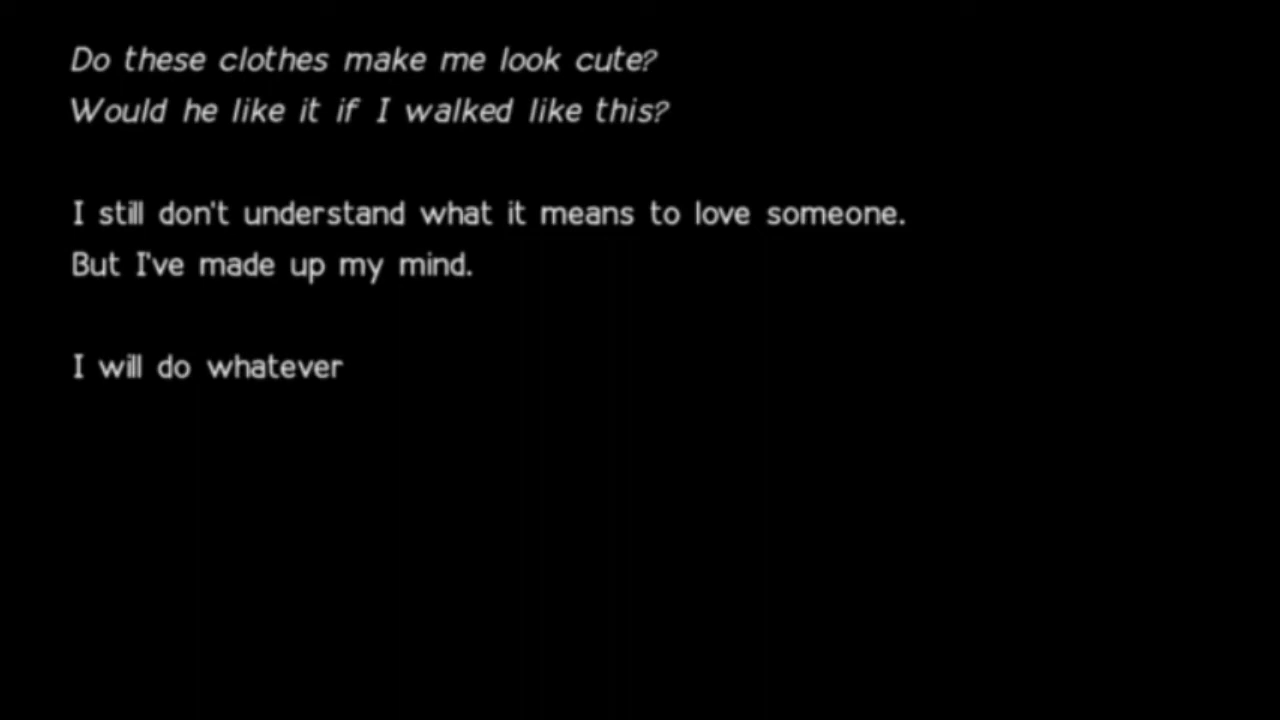 Do these clothes make me look cute?
Would he like it if I walked like this?
I still don't understand what it means to love someone.
But I've made up my mind.
I will do whatever